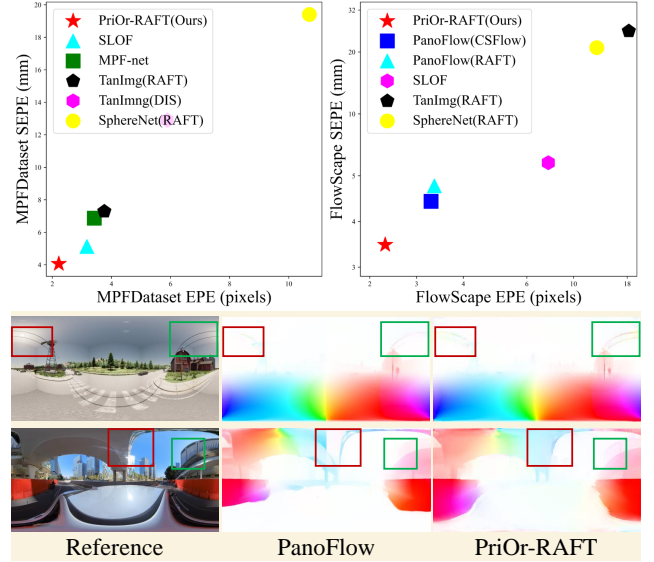 PriOr-RAFT(Ours)
SLOF
MPF-net
TanImg(RAFT)
TanImng(DIS)
SphereNet(RAFT)
MPFDataset SEPE (mm)
20
18
16
14
12
10
8
6
4
2
4
6
8
10
MPFDataset EPE (pixels)
PriOr-RAFT(Ours)
PanoFlow(CSFlow)
PanoFlow(RAFT)
SLOF
TanImg(RAFT)
SphereNet(RAFT)
FlowScape SEPE (mm)
32
20
10
5
4
3
2
3
4
6
10
18
FlowScape EPE (pixels)
Reference
PanoFlow
PriOr-RAFT